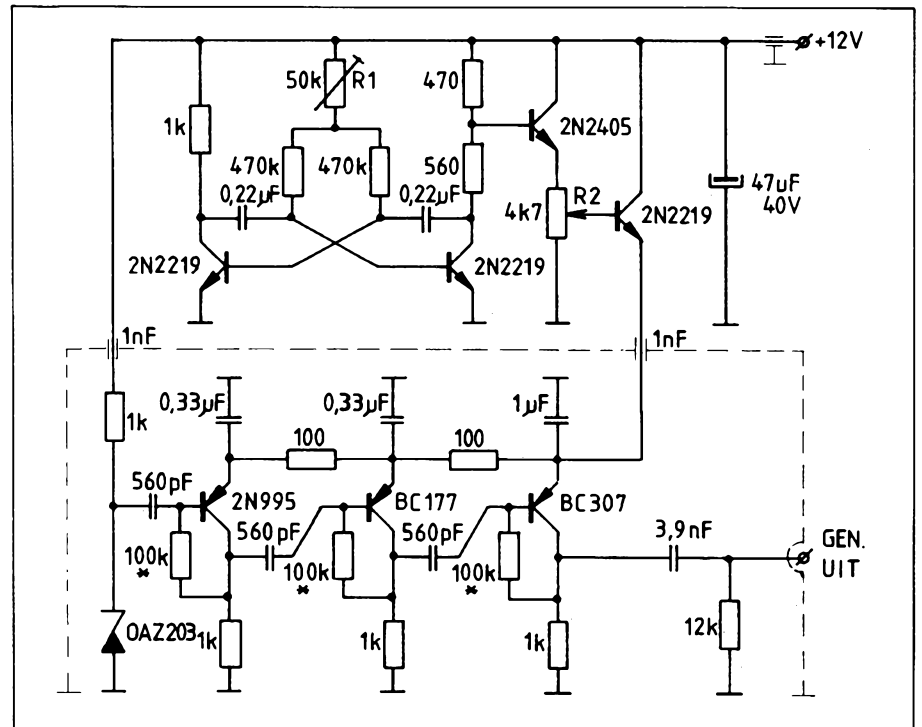 +12V
50k
R1
470
1k
2N2405
470k
470k
560
0,22µF
0,22µF
4k7
R2
2N2219
47uF
40V
2N2219
2N2219
1nF
1nF
0,33µF
0,33µF
1µF
1k
100
100
560pF
2N995
BC177
BC307
560pF
560pF
3,9nF
GEN.
UIT
100k
*
100k
*
100k
*
OAZ203
1k
1k
1k
12k